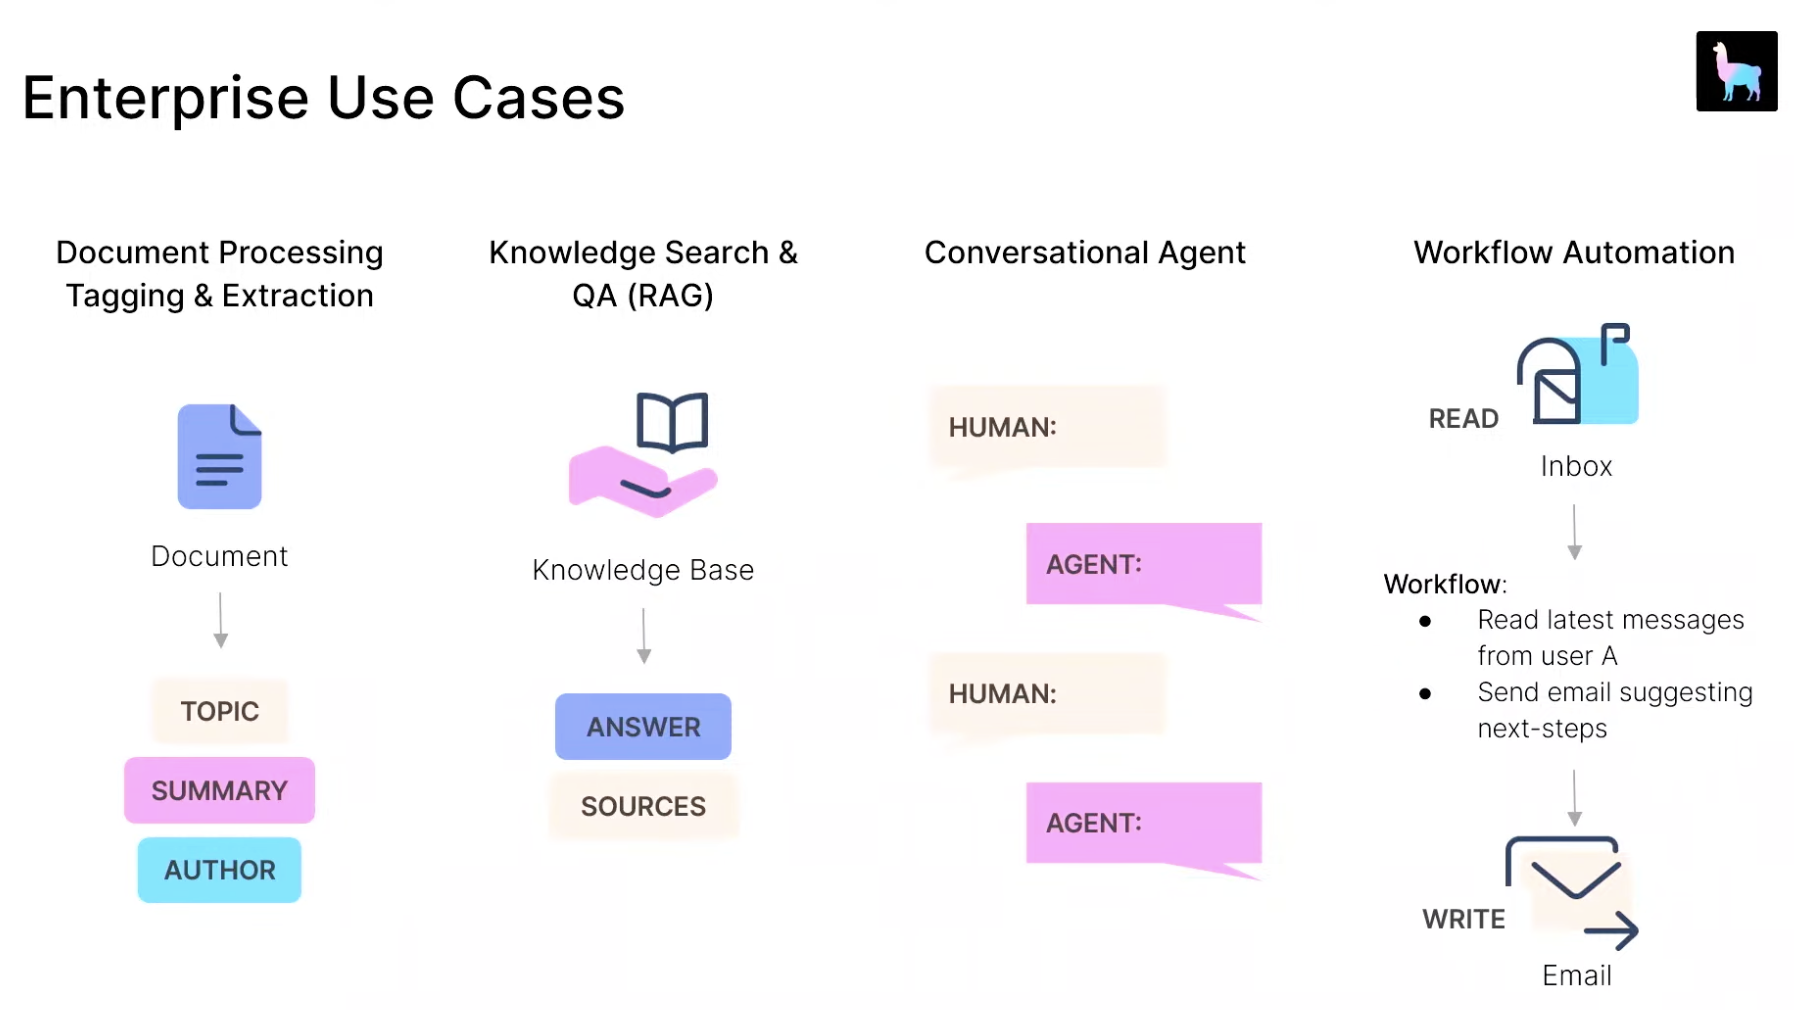 Enterprise Use Cases
Document Processing
Tagging & Extraction
Document
TOPIC
SUMMARY
AUTHOR
Knowledge Search &
QA (RAG)
Knowledge Base
ANSWER
SOURCES
Conversational Agent
HUMAN:
AGENT:
HUMAN:
AGENT:
Workflow Automation
READ
Inbox
Workflow:
● Read latest messages
from user A
● Send email suggesting
next-steps
WRITE
Email